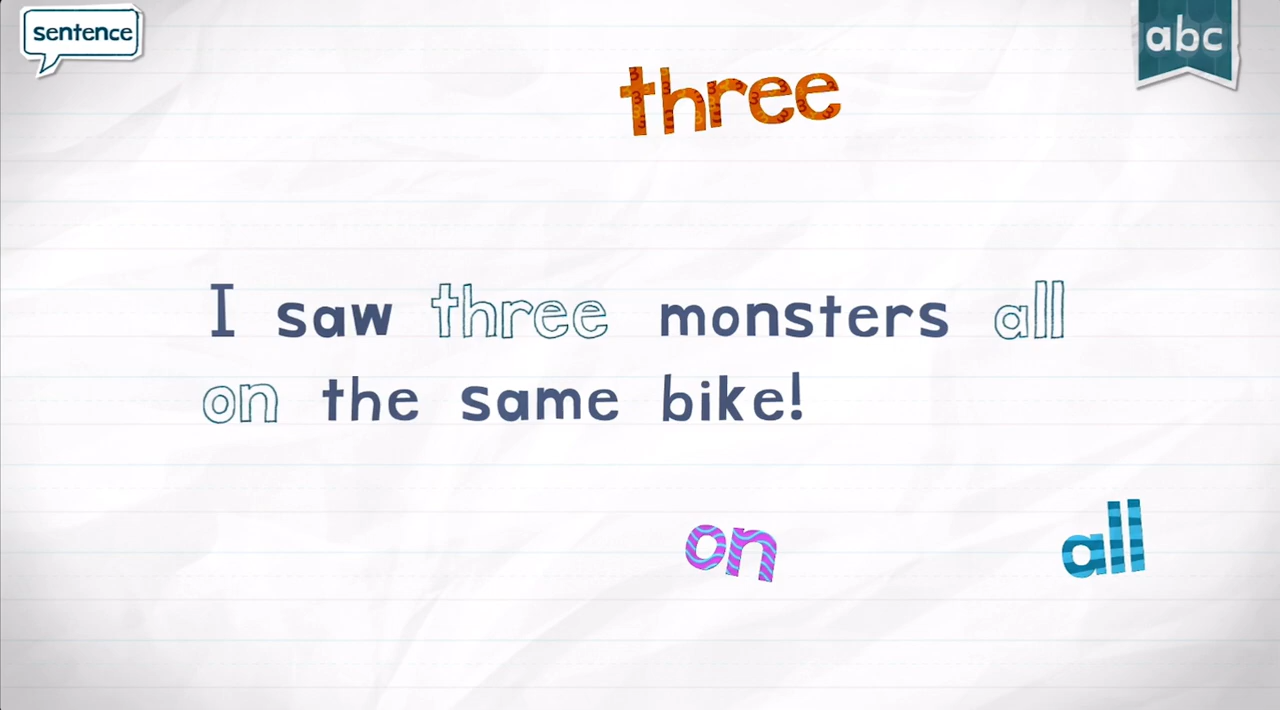 sentence
abc
three
I saw three monsters all
on the same bike!
on
all